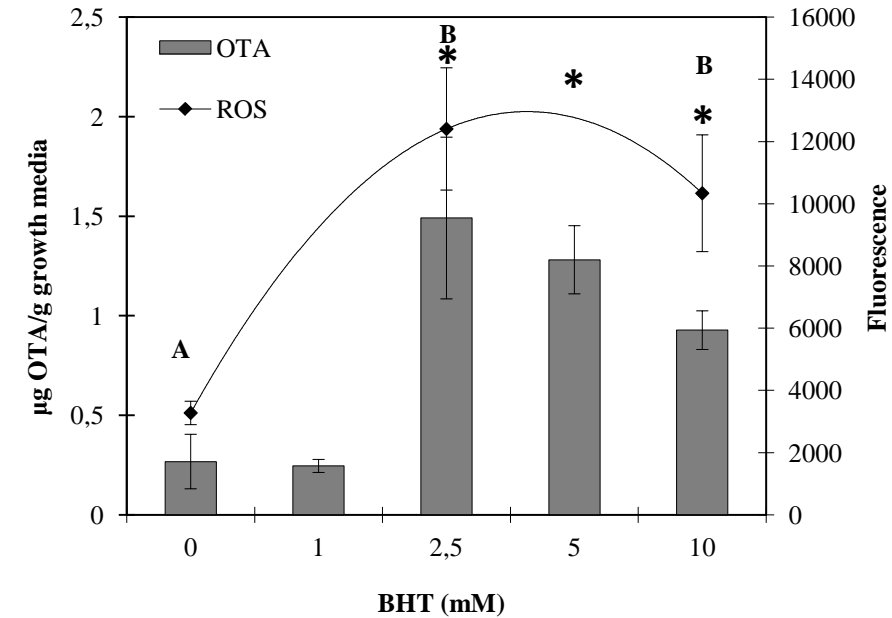 2,5
2
1,5
1
0,5
0
µg OTA/g growth media
16000
14000
12000
10000
8000
6000
4000
2000
0
Fluorescence
OTA
ROS
A
B
*
*
B
*
0 1 2,5 5 10
BHT (mM)